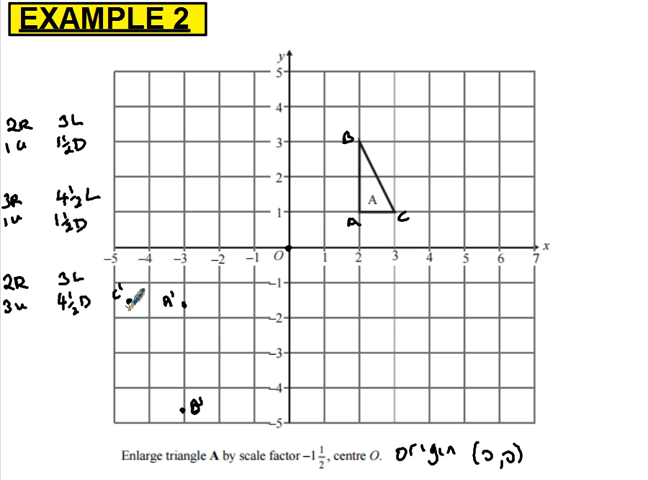 EXAMPLE 2
y
5
4
3
2
1
-5 -4 -3 -2 -1 O 1 2 3 4 5 6 7 x
-1
-2
-3
-4
-5
B
A
A C
2R 3L
1U 1½D
3R 4½L
1U 1½D
2R 3L
3U 4½D
C' A'
B'
Enlarge triangle A by scale factor -1½, centre O. origin (0,0)